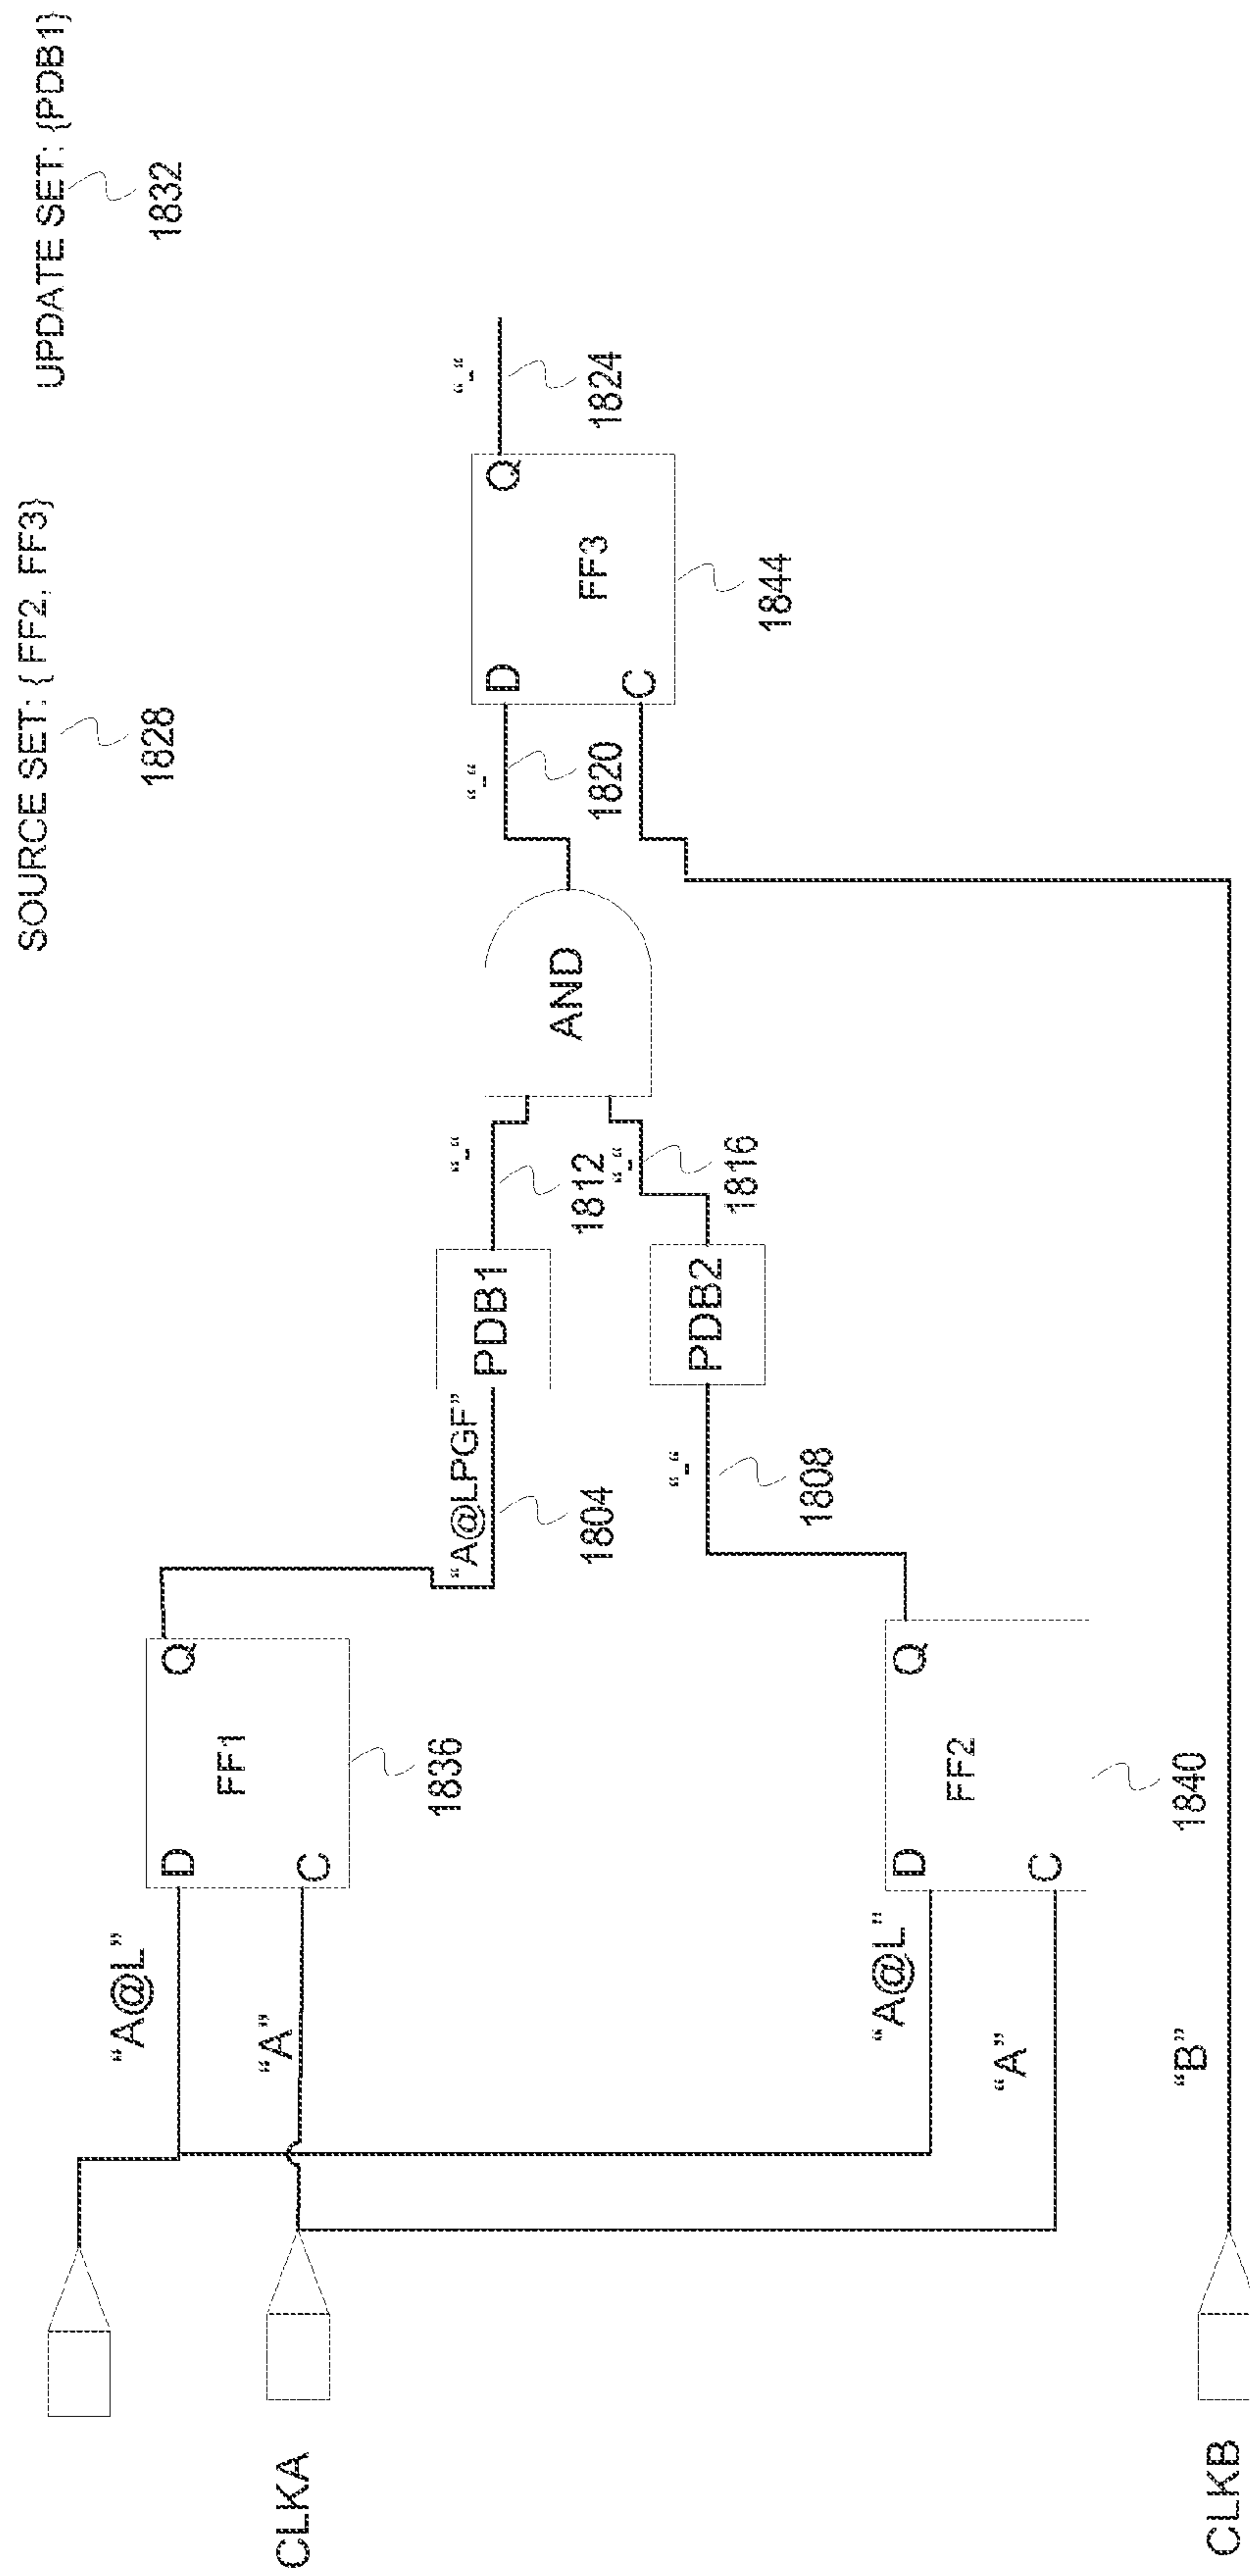 SOURCE SET: { FF2, FF3}
1828
UPDATE SET: {PDB1}
1832
"A@L"
D
Q
FF1
"A"
C
1836
CLKA
"A@LPGF"
1804
PDB1
"-"
1812
AND
"-"
1820
D
Q
FF3
C
1844
"-"
1824
"-"
1808
PDB2
"-"
1816
"A@L"
D
Q
FF2
"A"
C
1840
"B"
CLKB